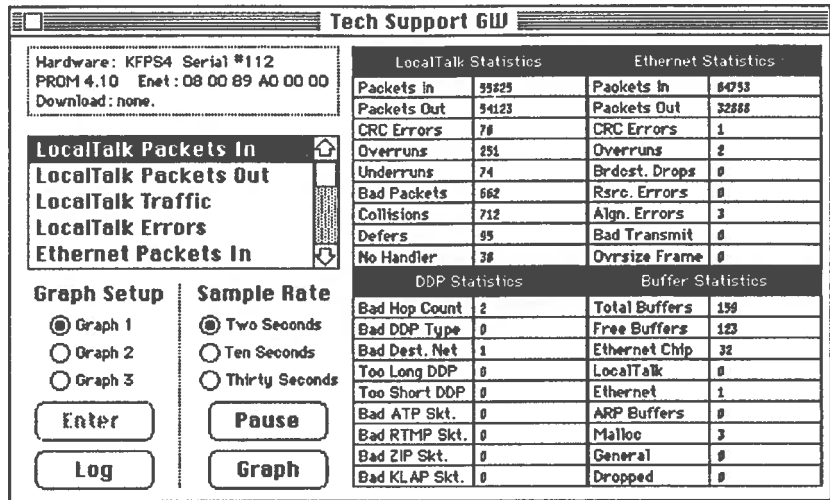 Tech Support GW
Hardware: KFPS4 Serial #112
PROM 4.10 Enet: 08 00 89 A0 00 00
Download: none.
LocalTalk Packets In
LocalTalk Packets Out
LocalTalk Traffic
LocalTalk Errors
Ethernet Packets In
Graph Setup
Graph 1
Graph 2
Graph 3
Sample Rate
Two Seconds
Ten Seconds
Thirty Seconds
Enter
Pause
Log
Graph
LocalTalk Statistics
Packets In
Packets Out 54123
CRC Errors
Overruns 251
Underruns 74
Bad Packets 662
Collisions 712
Defers 95
No Handler
Ethernet Statistics
Packets In
Packets Out
CRC Errors 1
Overruns 2
Brdcst. Drops 0
Rsrc. Errors 0
Algn. Errors 3
Bad Transmit 0
Ovrsize Frame 0
DDP Statistics
Bad Hop Count 2
Bad DDP Type 0
Bad Dest. Net 1
Too Long DDP 0
Too Short DDP 0
Bad ATP Skt. 0
Bad RTMP Skt. 0
Bad ZIP Skt. 0
Bad KLAP Skt. 0
Buffer Statistics
Total Buffers 159
Free Buffers 123
Ethernet Chip 32
LocalTalk 0
Ethernet 1
ARP Buffers 0
Malloc 3
General 0
Dropped 0